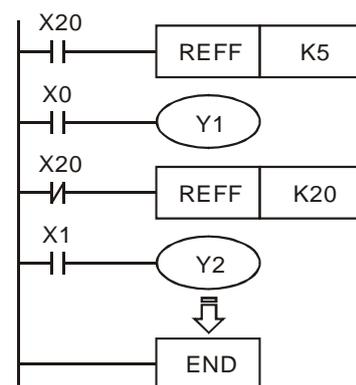 X20
REFF K5
X0
Y1
X20
REFF K20
X1
Y2
END